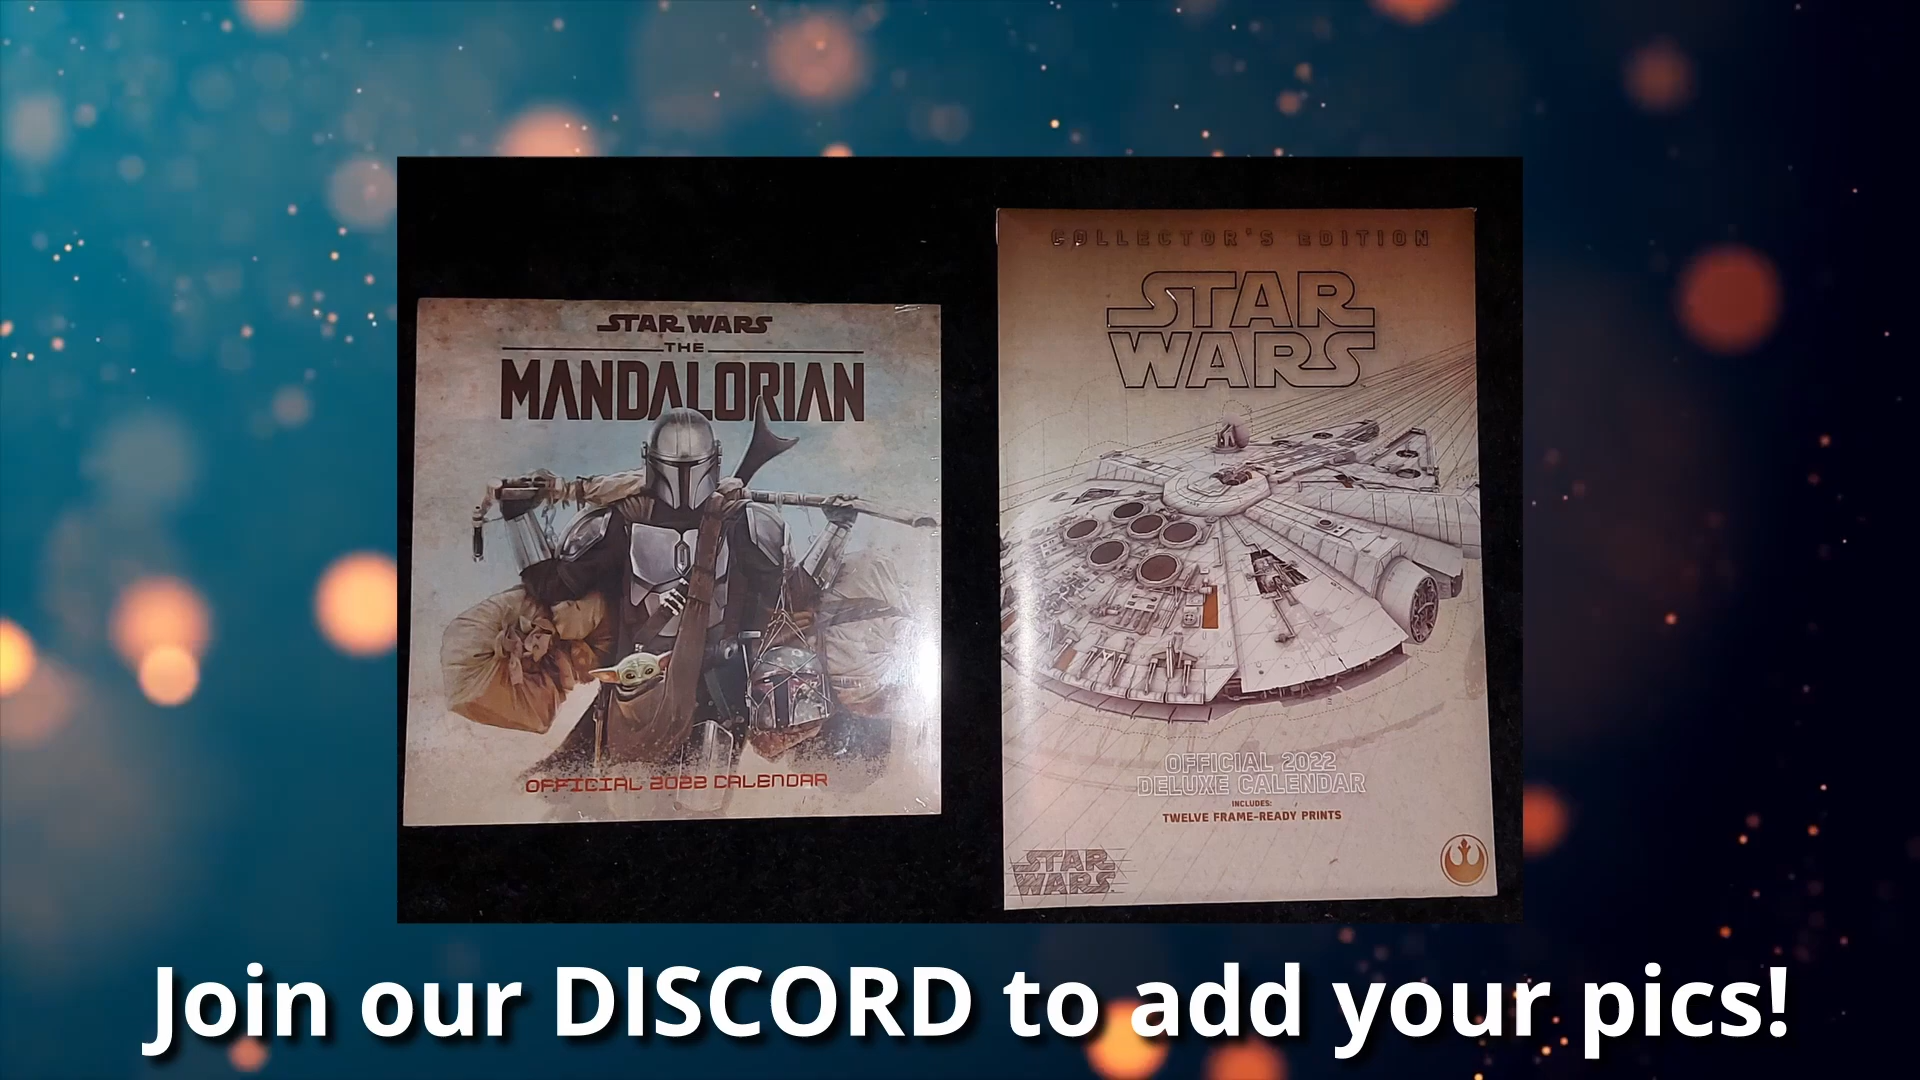 STAR WARS
THE
MANDALORIAN
OFFICIAL 2022 CALENDAR
COLLECTOR'S EDITION
STAR
WARS
OFFICIAL 2022
DELUXE CALENDAR
INCLUDES:
TWELVE FRAME-READY PRINTS
STAR
WARS
Join our DISCORD to add your pics!